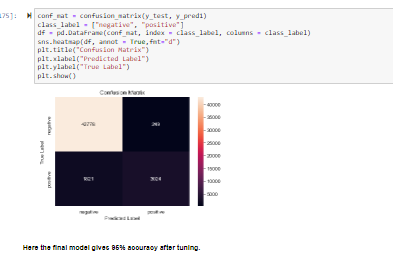 conf_mat = confusion_matrix(y_test, y_pred1)
class_label = ["negative", "positive"]
df = pd.DataFrame(conf_mat, index = class_label, columns = class_label)
sns.heatmap(df, annot = True,fmt="d")
plt.title("Confusion Matrix")
plt.xlabel("Predicted Label")
plt.ylabel("True Label")
plt.show()
Confusion Matrix
True Label
negative
positive
negative positive
Predicted Label
40000
35000
30000
25000
20000
15000
10000
5000
Here the final model gives 95% accuracy after tuning.